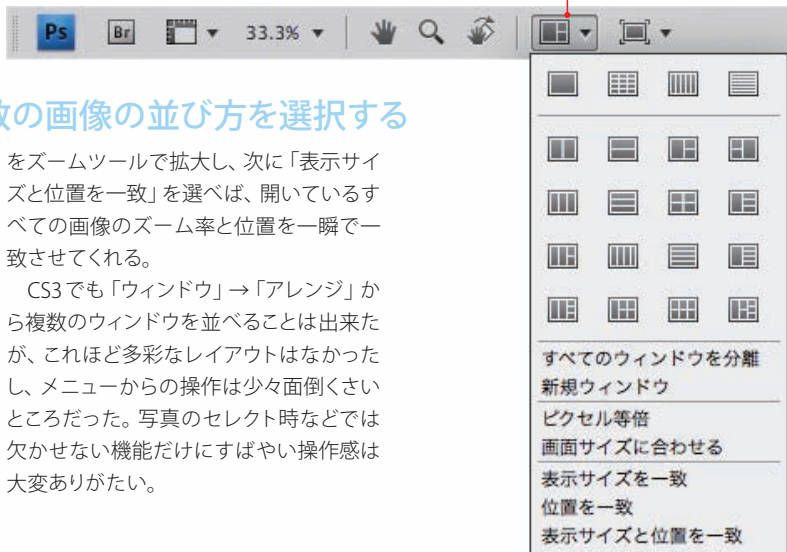 Ps
Br
33.3%
数の画像の並び方を選択する
をズームツールで拡大し、次に「表示サイ
ズと位置を一致」を選べば、開いているす
べての画像のズーム率と位置を一瞬で一
致させてくれる。
CS3でも「ウィンドウ」→「アレンジ」か
ら複数のウィンドウを並べることは出来た
が、これほど多彩なレイアウトはなかった
し、メニューからの操作は少々面倒くさい
ところだった。写真のセレクト時などでは
欠かせない機能だけにすばやい操作感は
大変ありがたい。
すべてのウィンドウを分離
新規ウィンドウ
ピクセル等倍
画面サイズに合わせる
表示サイズを一致
位置を一致
表示サイズと位置を一致